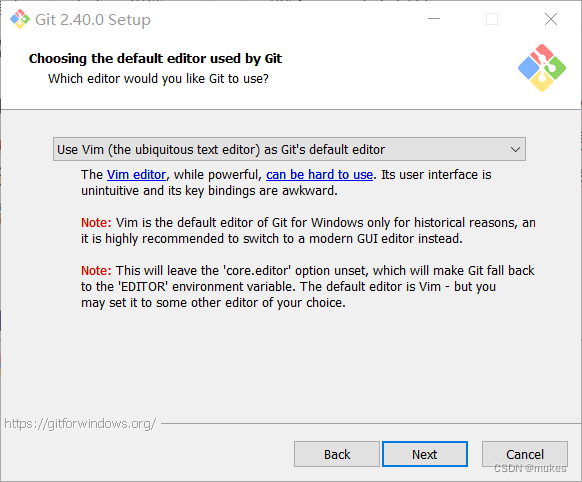 Git 2.40.0 Setup
Choosing the default editor used by Git
Which editor would you like Git to use?
Use Vim (the ubiquitous text editor) as Git's default editor
The Vim editor, while powerful, can be hard to use. Its user interface is
unintuitive and its key bindings are awkward.
Note: Vim is the default editor of Git for Windows only for historical reasons, an
it is highly recommended to switch to a modern GUI editor instead.
Note: This will leave the 'core.editor' option unset, which will make Git fall back
to the 'EDITOR' environment variable. The default editor is Vim - but you
may set it to some other editor of your choice.
https://gitforwindows.org/
Back Next Cancel
CSDN @mukes